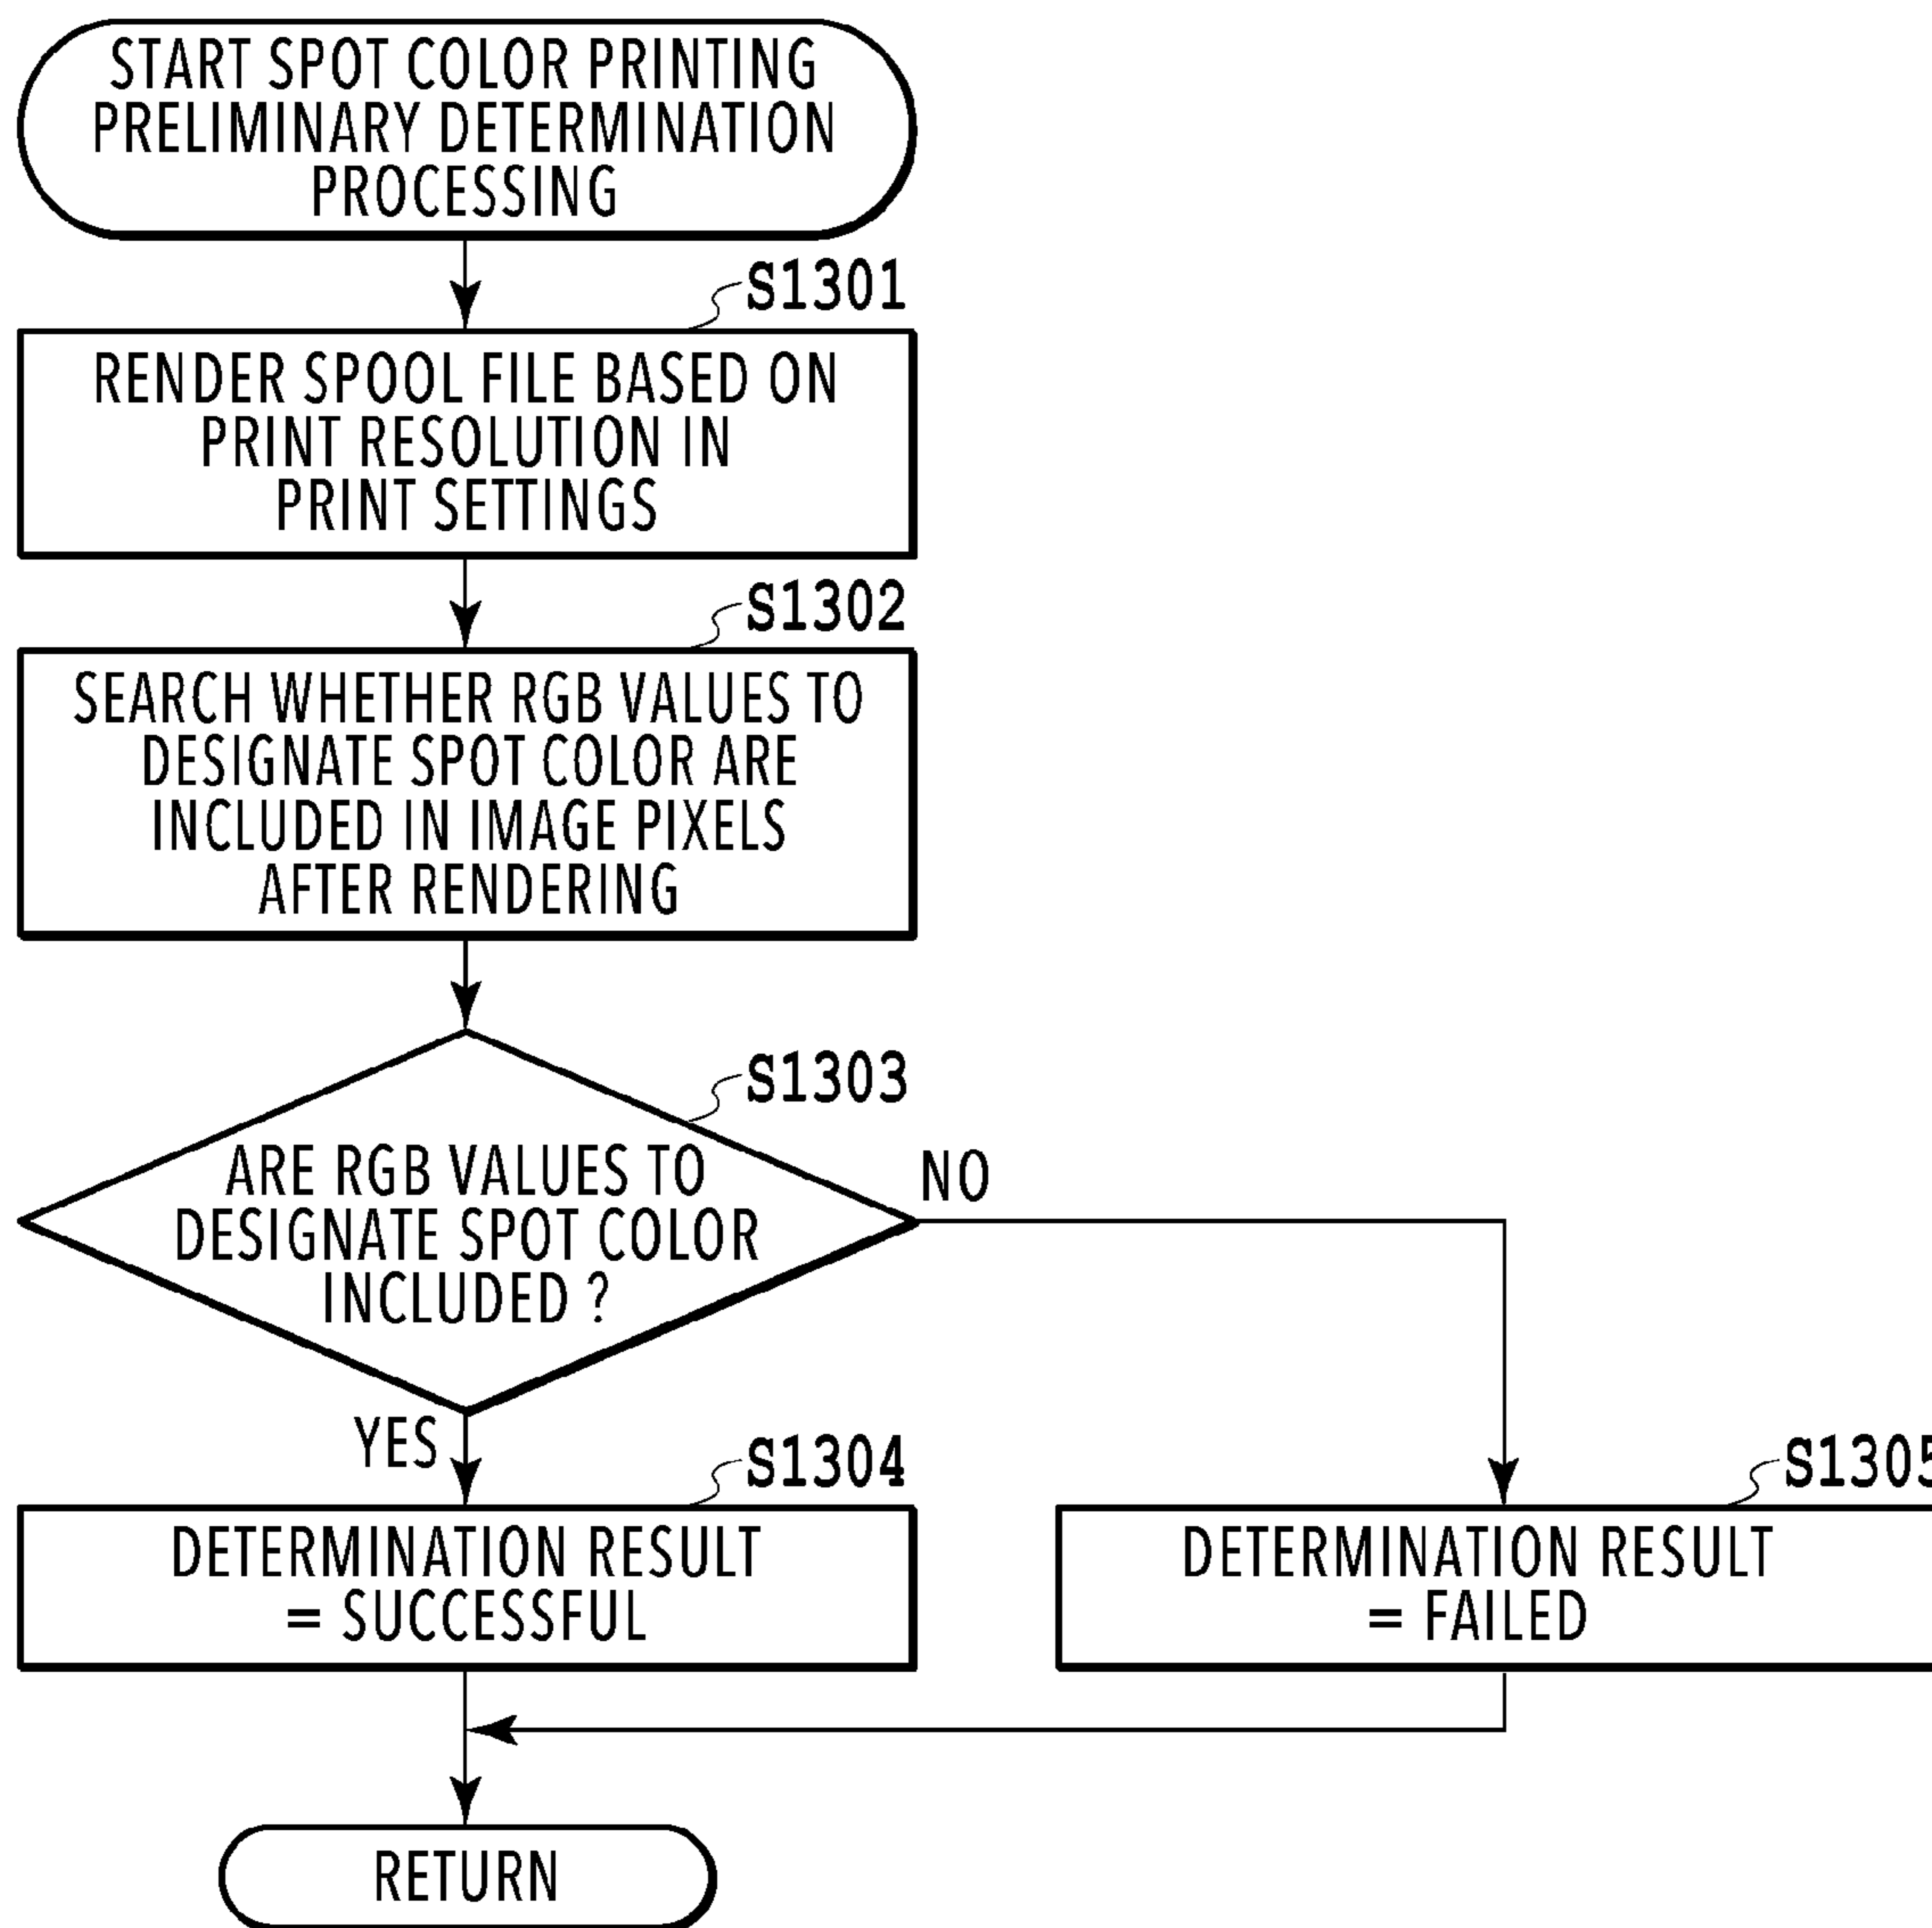 START SPOT COLOR PRINTING
PRELIMINARY DETERMINATION
PROCESSING
S1301
RENDER SPOOL FILE BASED ON
PRINT RESOLUTION IN
PRINT SETTINGS
S1302
SEARCH WHETHER RGB VALUES TO
DESIGNATE SPOT COLOR ARE
INCLUDED IN IMAGE PIXELS
AFTER RENDERING
S1303
ARE RGB VALUES TO
DESIGNATE SPOT COLOR
INCLUDED ?
NO
YES
S1304
DETERMINATION RESULT
= SUCCESSFUL
S1305
DETERMINATION RESULT
= FAILED
RETURN